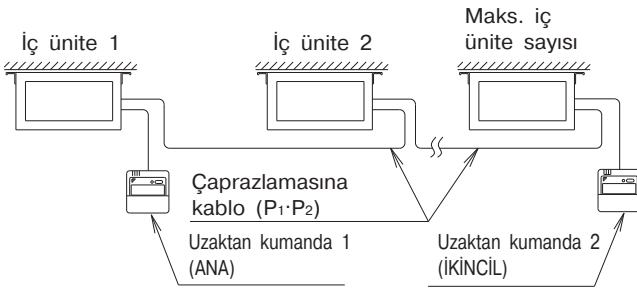 İç ünite 1
İç ünite 2
Maks. iç
ünite sayısı
Çaprazlamasına
kablo (P1·P2)
Uzaktan kumanda 1
(ANA)
Uzaktan kumanda 2
(İKİNCİL)